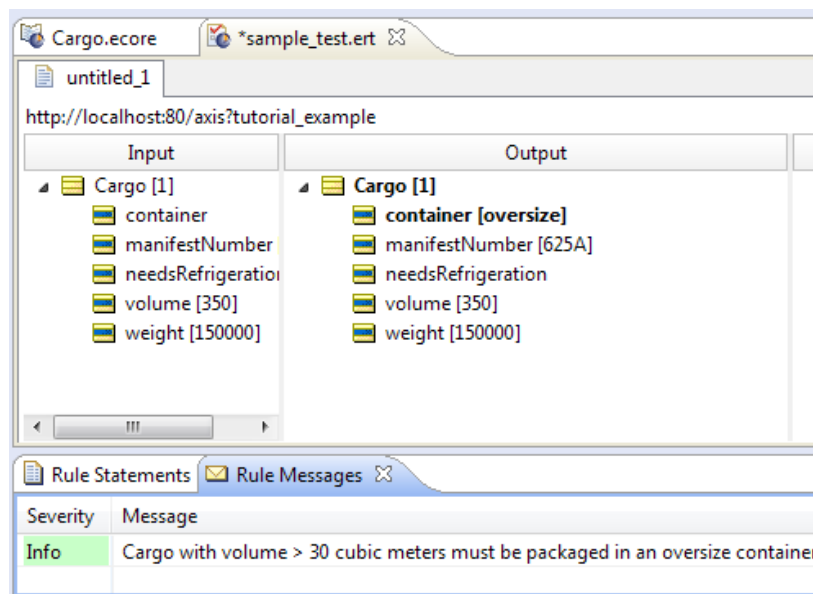 Cargo.ecore
*sample_test.ert
untitled_1
http://localhost:80/axis?tutorial_example
Input
Output
Cargo [1]
container
manifestNumber
needsRefrigeration
volume [350]
weight [150000]
Cargo [1]
container [oversize]
manifestNumber [625A]
needsRefrigeration
volume [350]
weight [150000]
Rule Statements
Rule Messages
Severity
Message
Info
Cargo with volume > 30 cubic meters must be packaged in an oversize container